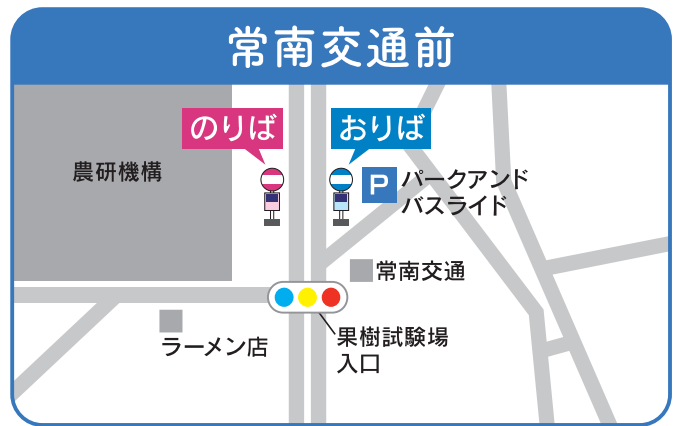 常南交通前
のりば
おりば
農研機構
P
パークアンド
バスライド
常南交通
ラーメン店
果樹試験場
入口